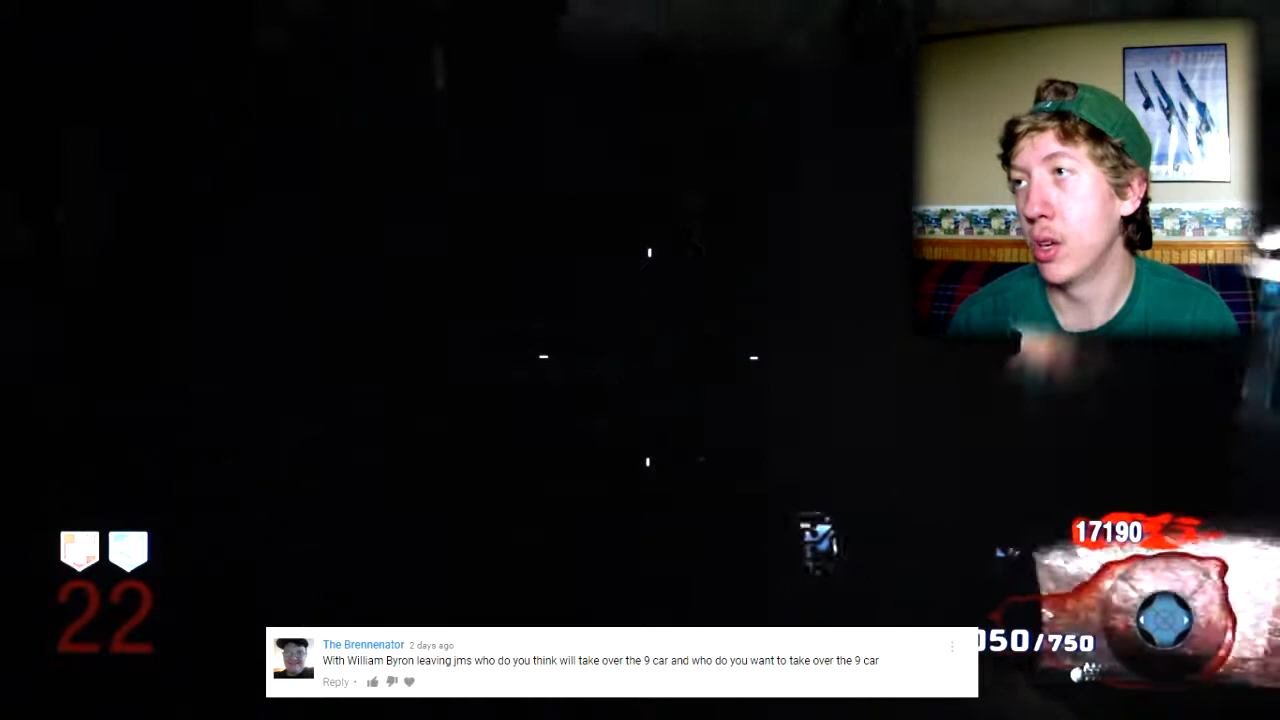 17190
050/750
22
The Brennenator 2 days ago
With William Byron leaving jms who do you think will take over the 9 car and who do you want to take over the 9 car
Reply •